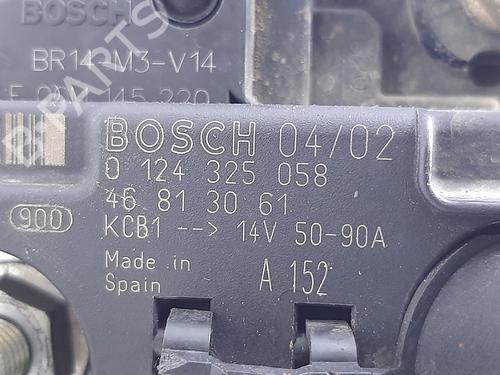 BOSCH
BR14-M3-V14
BOSCH 04/02
0 124 325 058
46 81 30 61
900 KCB1 --> 14V 50-90A
Made in
Spain
A 152